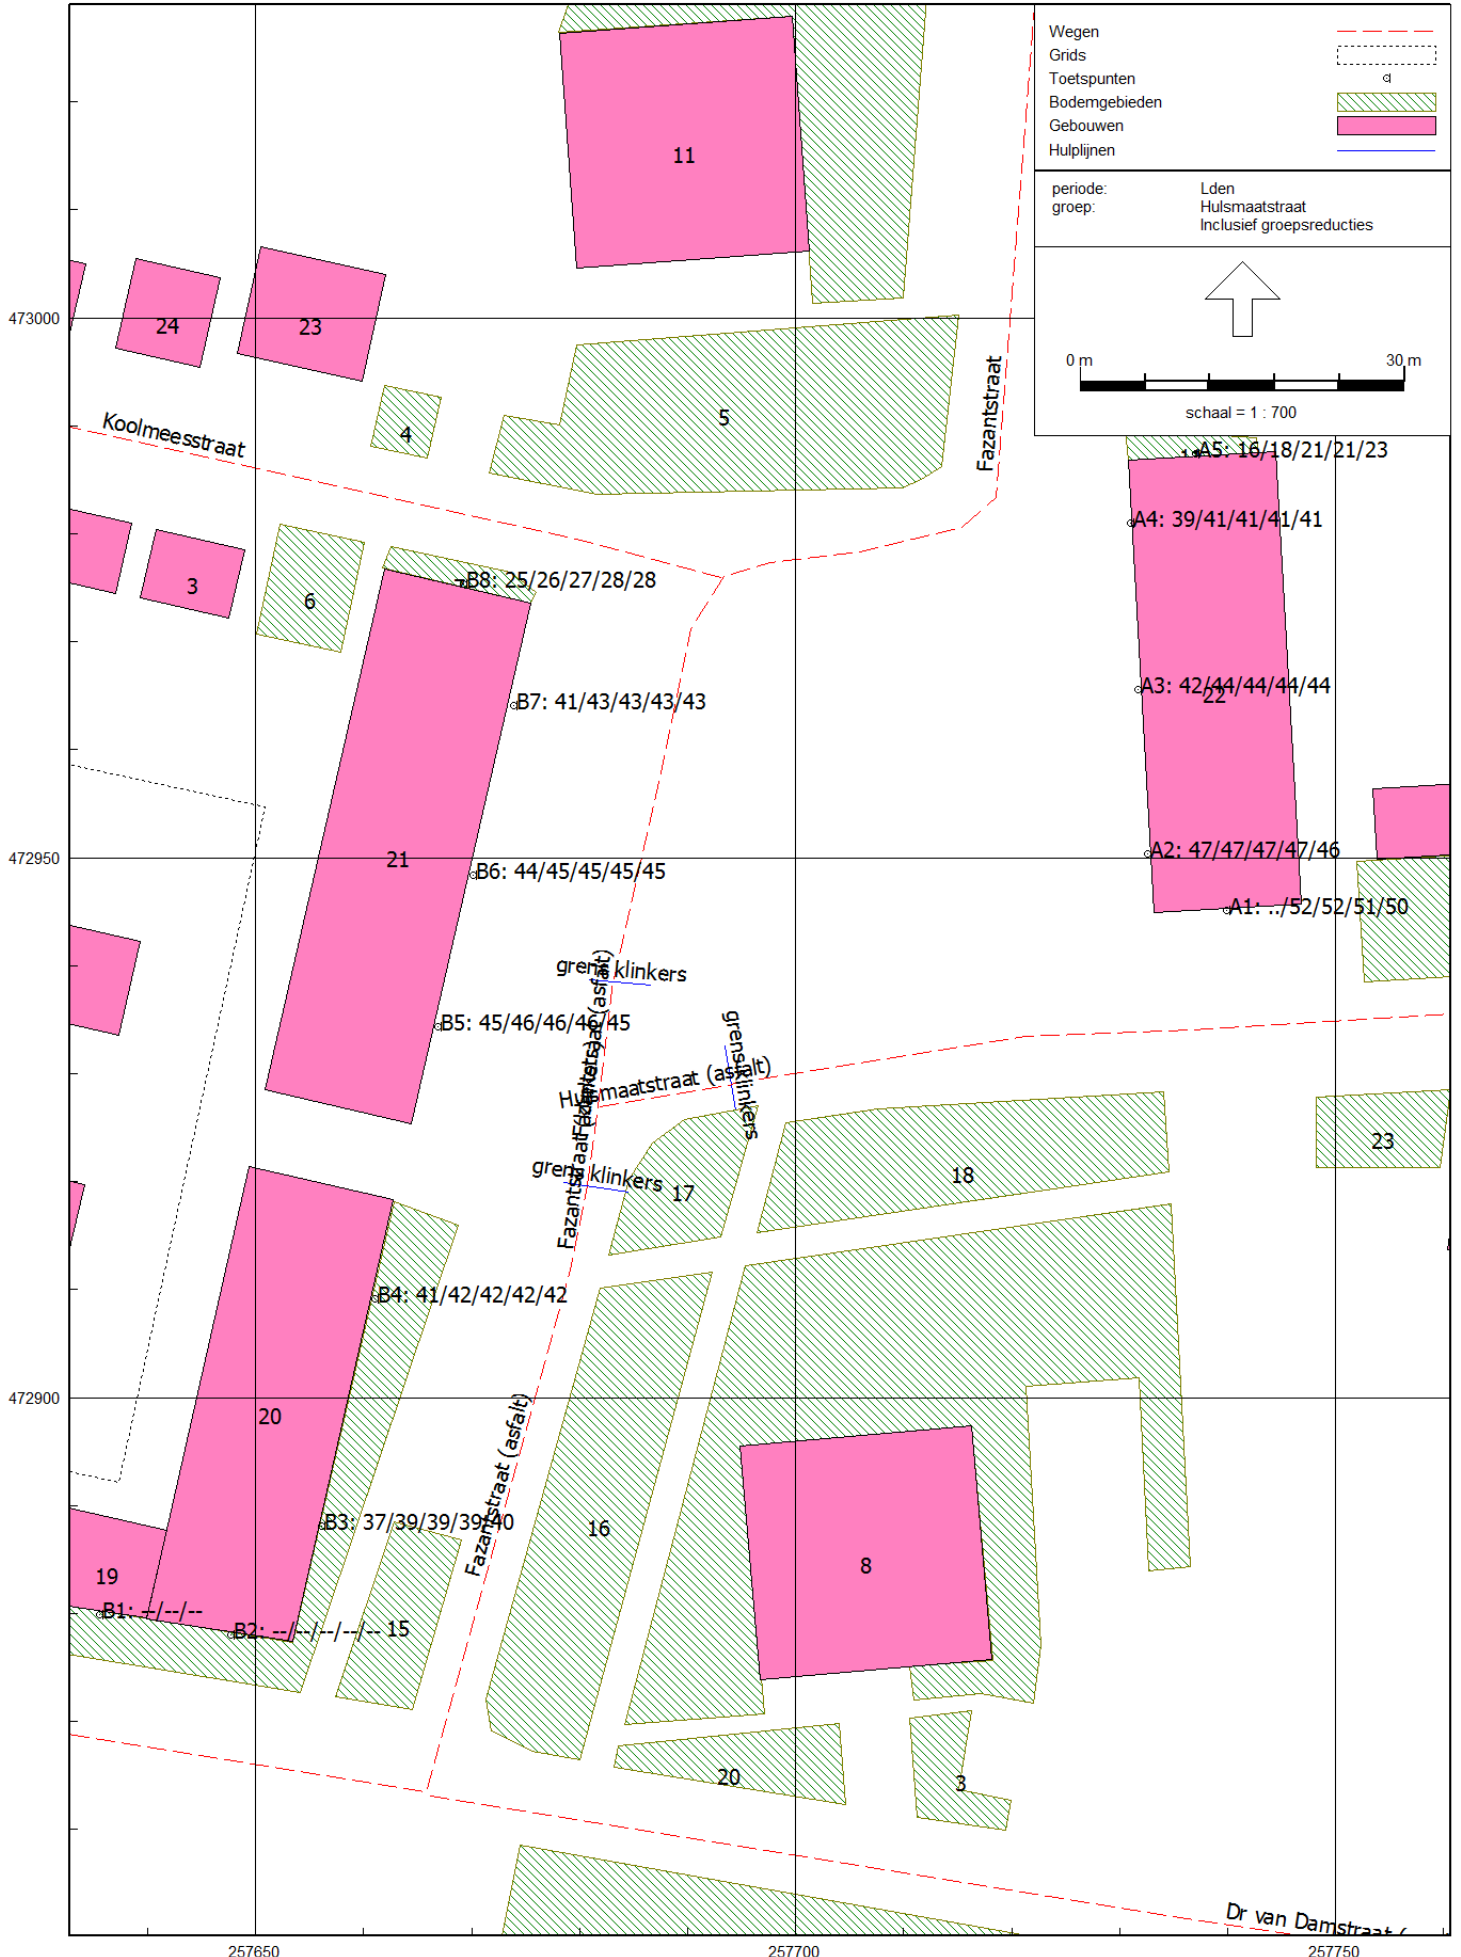 Wegen
Grids
Toetspunten
Bodemgebieden
Gebouwen
Hulplijnen
periode: Lden
groep: Hulsmaatstraat
Inclusief groepsreducties
0 m 30 m
schaal = 1 : 700
11
24
23
473000
Koolmeesstraat
4
5
Fazantstraat
A5: 16/18/21/21/23
A4: 39/41/41/41/41
3
6
B8: 25/26/27/28/28
B7: 41/43/43/43/43
A3: 42/44/44/44/44
22
472950
21
B6: 44/45/45/45/45
A2: 47/47/47/47/46
A1: ../52/52/51/50
grens klinkers
B5: 45/46/46/46/45
Fazantstraat (asfalt)
grens klinkers
Hulsmaatstraat (asfalt)
grens klinkers
Fazantstraat
17
18
23
B4: 41/42/42/42/42
472900
20
Fazantstraat (asfalt)
B3: 37/39/39/39/40
16
8
19
B1: --/--/--
B2: --/--/--/--/--
15
20
3
Dr van Damstraat (
257650
257700
257750